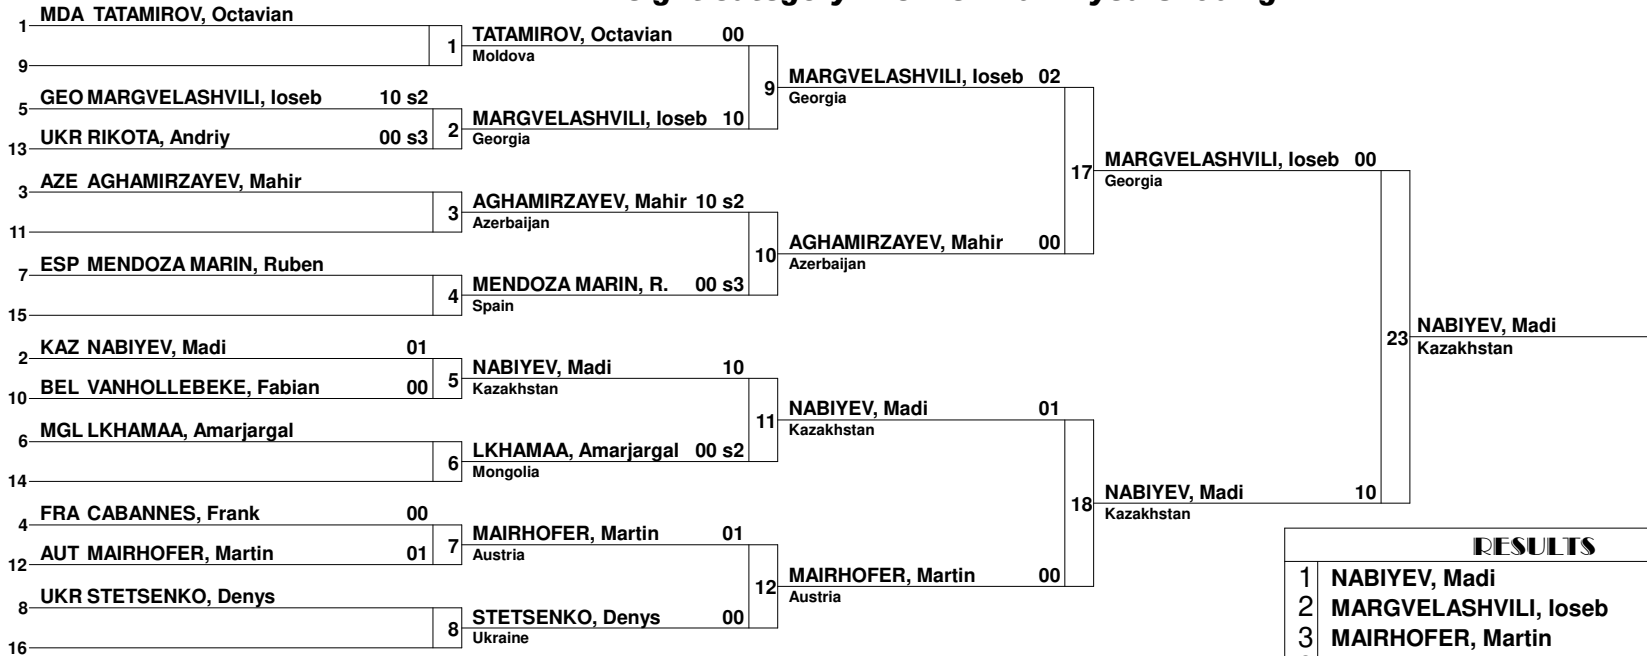 1 MDA TATAMIROV, Octavian
9
1 TATAMIROV, Octavian 00
Moldova
5 GEO MARGVELASHVILI, Ioseb 10 s2
13 UKR RIKOTA, Andriy 00 s3
2 MARGVELASHVILI, Ioseb 10
Georgia
9 MARGVELASHVILI, Ioseb 02
Georgia
3 AZE AGHAMIRZAYEV, Mahir
11
3 AGHAMIRZAYEV, Mahir 10 s2
Azerbaijan
7 ESP MENDOZA MARIN, Ruben
15
4 MENDOZA MARIN, R. 00 s3
Spain
10 AGHAMIRZAYEV, Mahir 00
Azerbaijan
17 MARGVELASHVILI, Ioseb 00
Georgia
2 KAZ NABIYEV, Madi 01
10 BEL VANHOLLEBEKE, Fabian 00
5 NABIYEV, Madi 10
Kazakhstan
6 MGL LKHAMAA, Amarjargal
14
6 LKHAMAA, Amarjargal 00 s2
Mongolia
11 NABIYEV, Madi 01
Kazakhstan
4 FRA CABANNES, Frank 00
12 AUT MAIRHOFER, Martin 01
7 MAIRHOFER, Martin 01
Austria
8 UKR STETSENKO, Denys
16
8 STETSENKO, Denys 00
Ukraine
12 MAIRHOFER, Martin 00
Austria
18 NABIYEV, Madi 10
Kazakhstan
23 NABIYEV, Madi
Kazakhstan
RESULTS
1 NABIYEV, Madi
2 MARGVELASHVILI, Ioseb
3 MAIRHOFER, Martin